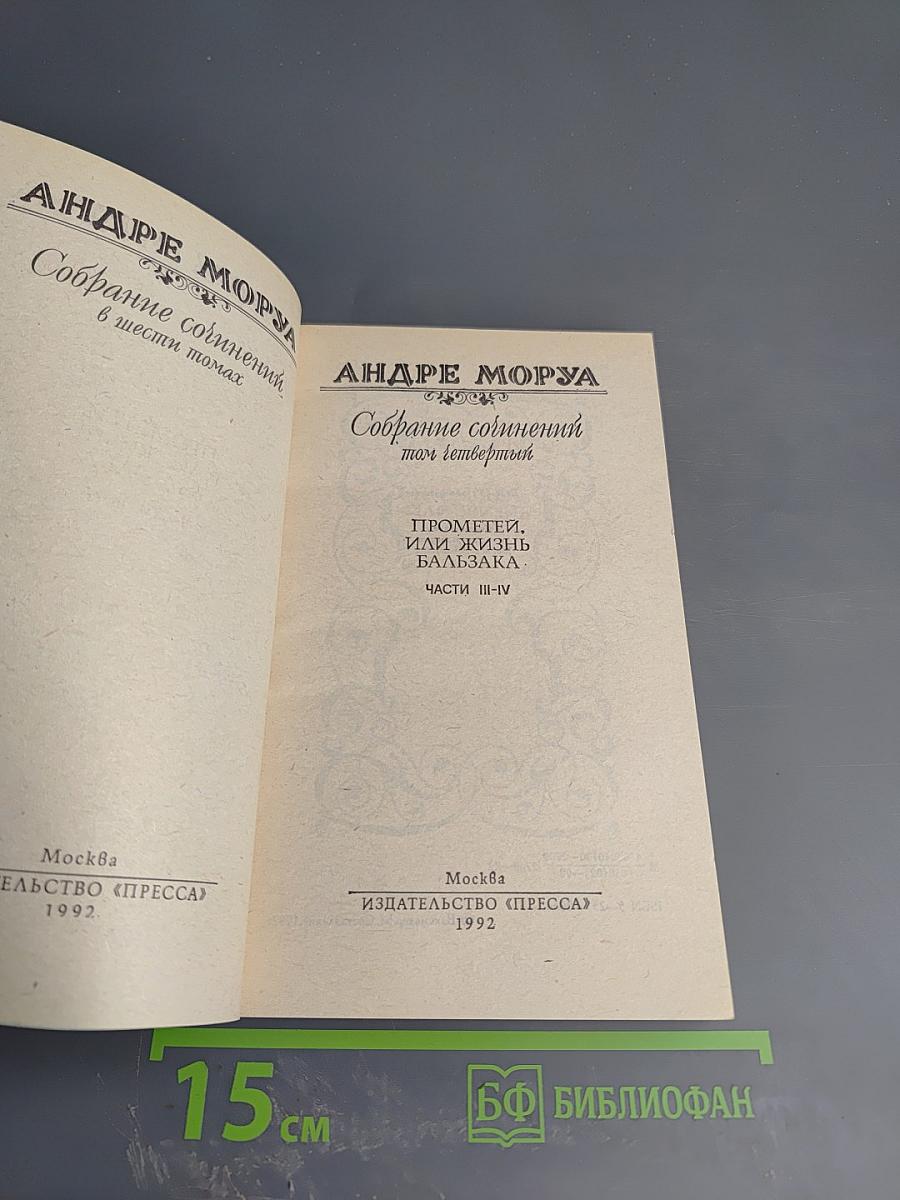 АНДРЕ МОРУА
Собрание сочинений
в шести томах
Москва
ТЕЛЬСТВО «ПРЕССА»
1992
АНДРЕ МОРУА
Собрание сочинений
том четвертый
ПРОМЕТЕЙ,
ИЛИ ЖИЗНЬ
БАЛЬЗАКА
ЧАСТИ III-IV
Москва
ИЗДАТЕЛЬСТВО «ПРЕССА»
1992
15 см
БФ БИБЛИОФАН